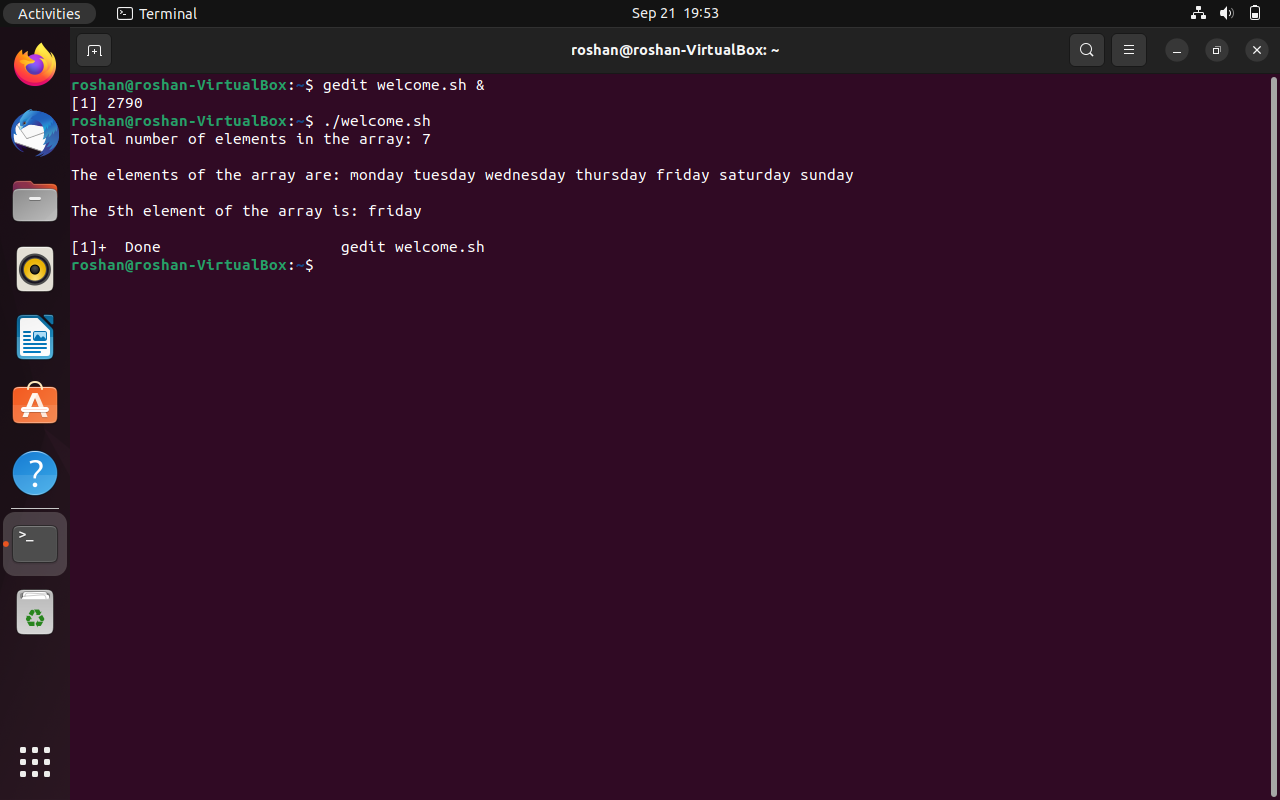 Activities
Terminal
Sep 21 19:53
roshan@roshan-VirtualBox: ~
roshan@roshan-VirtualBox:~$ gedit welcome.sh &
[1] 2790
roshan@roshan-VirtualBox:~$ ./welcome.sh
Total number of elements in the array: 7
The elements of the array are: monday tuesday wednesday thursday friday saturday sunday
The 5th element of the array is: friday
[1]+  Done                    gedit welcome.sh
roshan@roshan-VirtualBox:~$